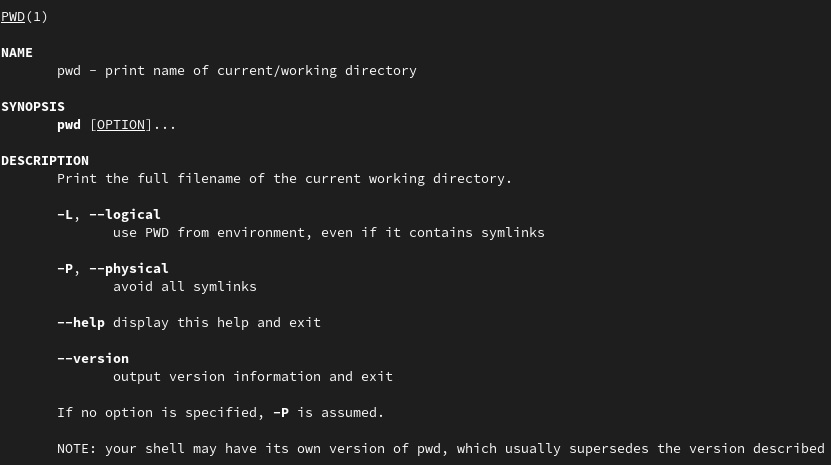 PWD(1)
NAME
pwd - print name of current/working directory
SYNOPSIS
pwd [OPTION]...
DESCRIPTION
Print the full filename of the current working directory.
-L, --logical
use PWD from environment, even if it contains symlinks
-P, --physical
avoid all symlinks
--help display this help and exit
--version
output version information and exit
If no option is specified, -P is assumed.
NOTE: your shell may have its own version of pwd, which usually supersedes the version described